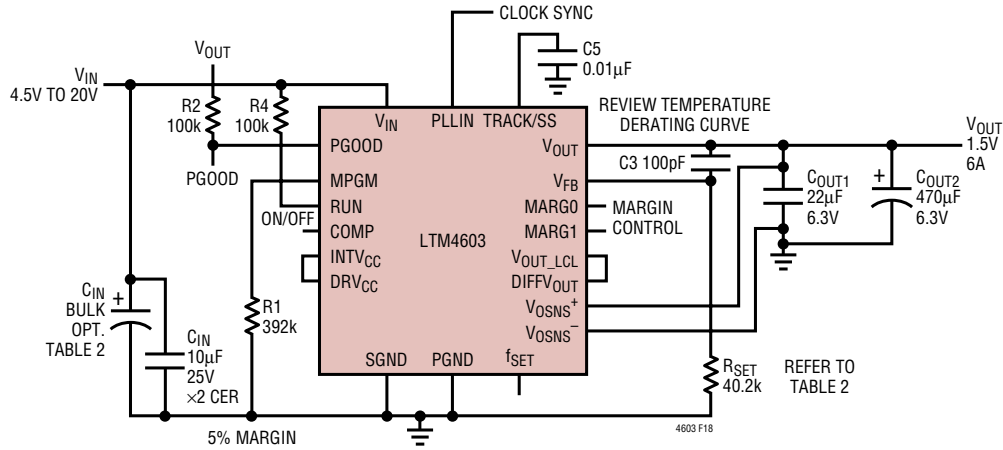 CLOCK SYNC
C5
0.01µF
VOUT
VIN
4.5V TO 20V
R2
100k
R4
100k
REVIEW TEMPERATURE
DERATING CURVE
VIN
PLLIN
TRACK/SS
VOUT
1.5V
6A
PGOOD
VOUT
C3 100pF
PGOOD
MPGM
VFB
COUT1
22µF
6.3V
+
COUT2
470µF
6.3V
RUN
ON/OFF
MARG0
MARG1
MARGIN
CONTROL
COMP
LTM4603
INTVCC
DRVCC
VOUT_LCL
DIFFVOUT
VOSNS+
VOSNS–
CIN
BULK
OPT.
TABLE 2
+
R1
392k
CIN
10µF
25V
×2 CER
SGND
PGND
fSET
RSET
40.2k
REFER TO
TABLE 2
5% MARGIN
4603 F18